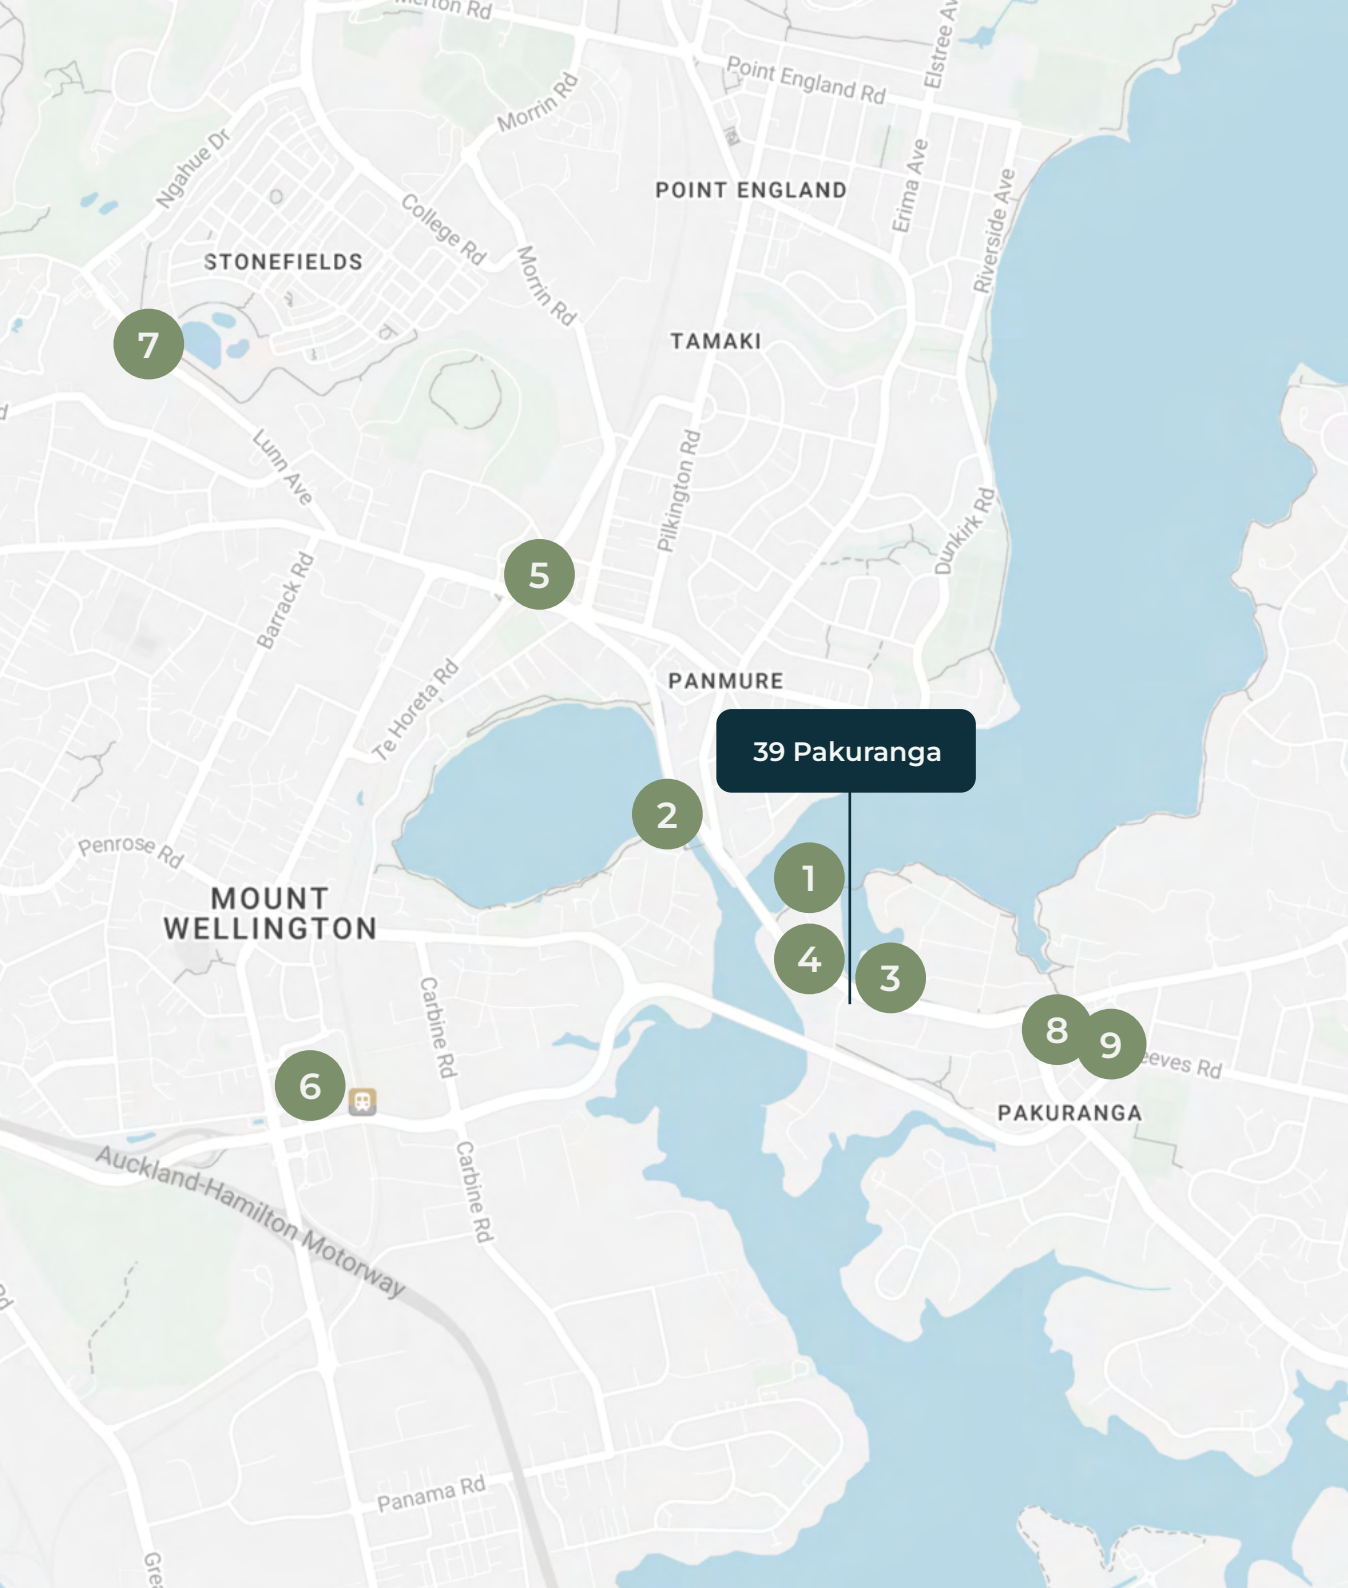 Merton Rd
Point England Rd
Elstree Av
Morrin Rd
Ngahue Dr
Erima Ave
POINT ENGLAND
Riverside Ave
College Rd
STONEFIELDS
Morrin Rd
7
TAMAKI
Lunn Ave
Pilkington Rd
Dunkirk Rd
5
Barrack Rd
Te Horeta Rd
PANMURE
39 Pakuranga
2
Penrose Rd
1
MOUNT
WELLINGTON
4
3
Carbine Rd
8
9
eeves Rd
6
PAKURANGA
Auckland-Hamilton Motorway
Carbine Rd
Panama Rd
Grea